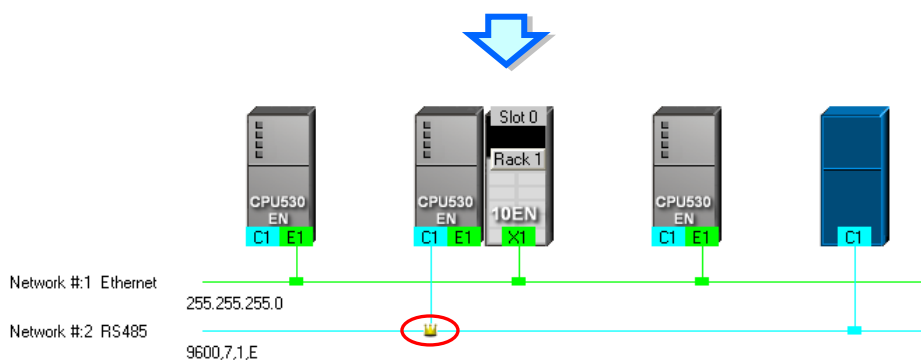 Slot 0
Rack 1
CPU530
EN
CPU530
EN
10EN
CPU530
EN
C1 E1
C1 E1
X1
C1 E1
C1
Network #:1 Ethernet
255.255.255.0
Network #:2 RS485
9600,7,1,E